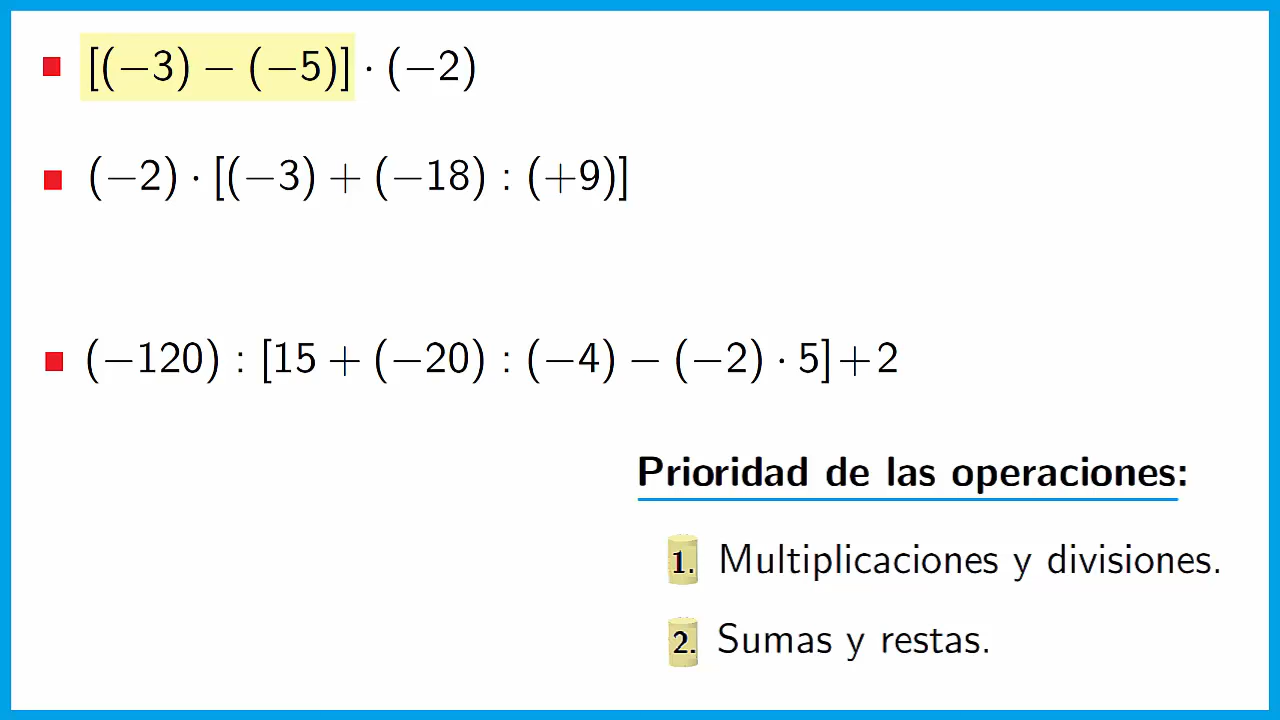 [(−3) − (−5)] · (−2)
(−2) · [(−3) + (−18) : (+9)]
(−120) : [15 + (−20) : (−4) − (−2) · 5] + 2
Prioridad de las operaciones:
1. Multiplicaciones y divisiones.
2. Sumas y restas.